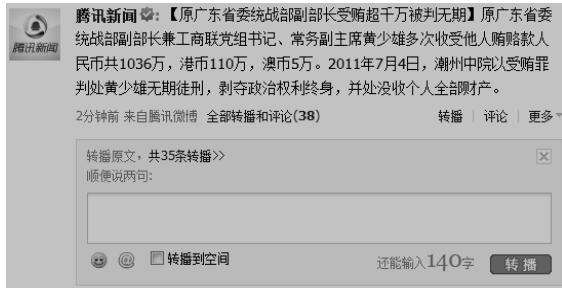 腾讯新闻：【原广东省委统战部副部长受贿超千万被判无期】原广东省委
统战部副部长兼工商联党组书记、常务副主席黄少雄多次收受他人贿赂款人
民币共1036万，港币110万，澳币5万。2011年7月4日，潮州中院以受贿罪
判处黄少雄无期徒刑，剥夺政治权利终身，并处没收个人全部财产。
腾讯新闻
2分钟前 来自腾讯微博 全部转播和评论(38) 转播 | 评论 | 更多
转播原文，共35条转播>>
顺便说两句:
转播到空间 还能输入140字 转播